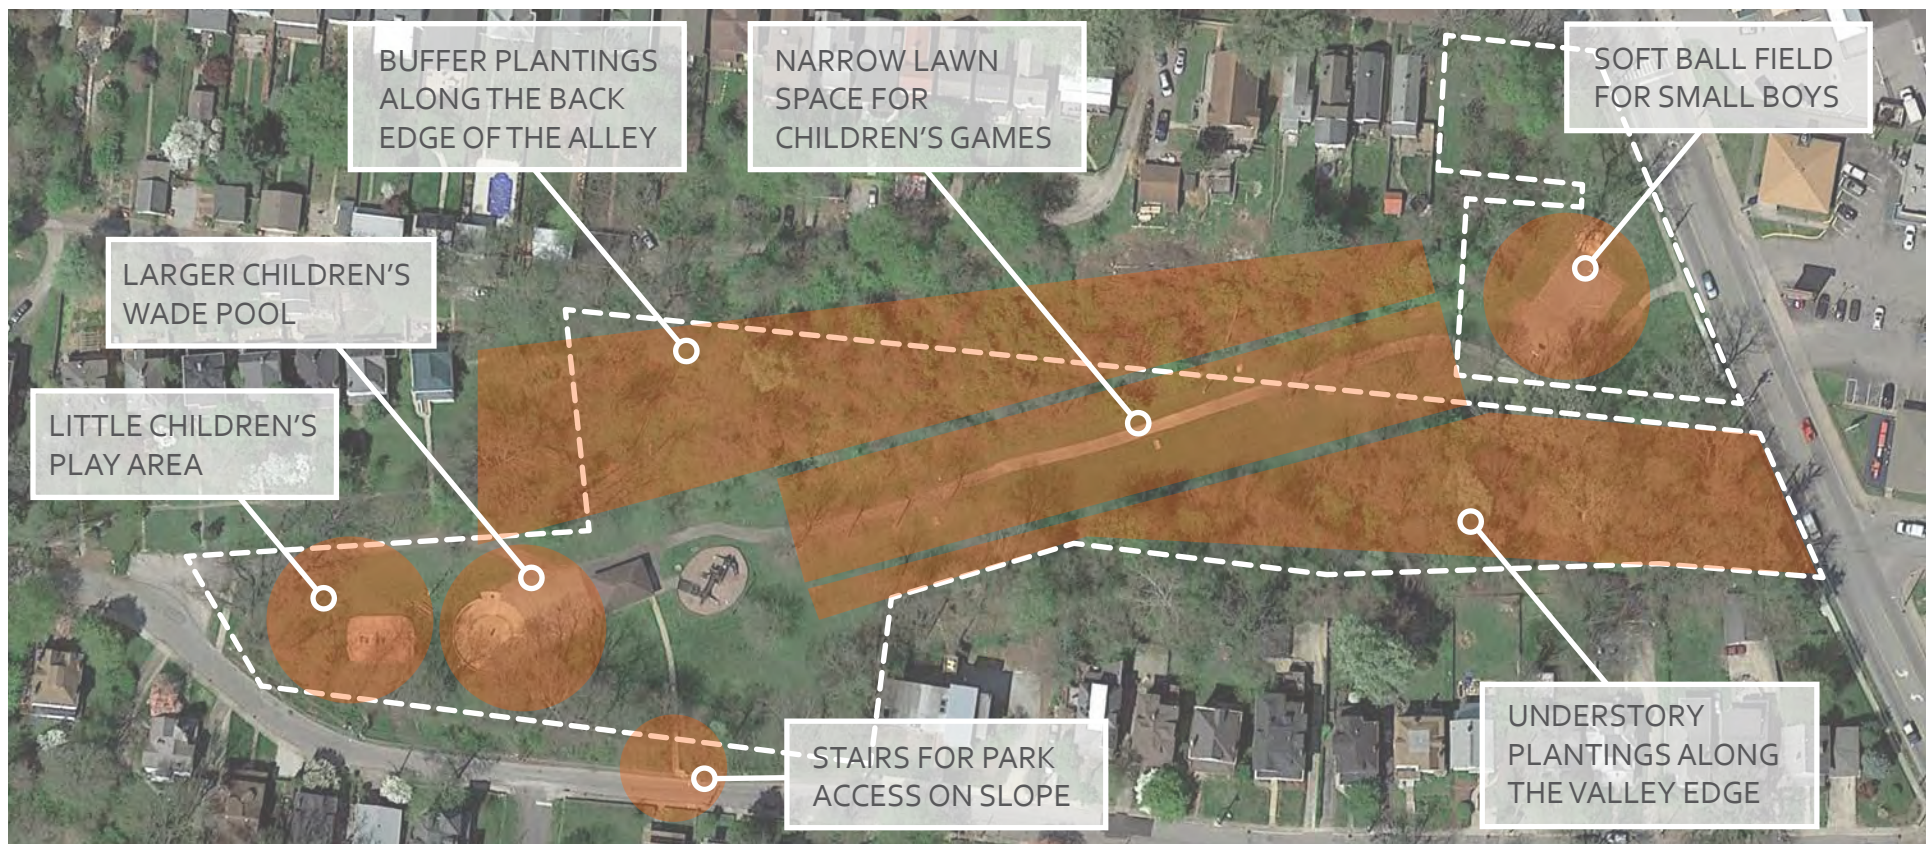 BUFFER PLANTINGS
ALONG THE BACK
EDGE OF THE ALLEY
NARROW LAWN
SPACE FOR
CHILDREN'S GAMES
SOFT BALL FIELD
FOR SMALL BOYS
LARGER CHILDREN'S
WADE POOL
LITTLE CHILDREN'S
PLAY AREA
STAIRS FOR PARK
ACCESS ON SLOPE
UNDERSTORY
PLANTINGS ALONG
THE VALLEY EDGE